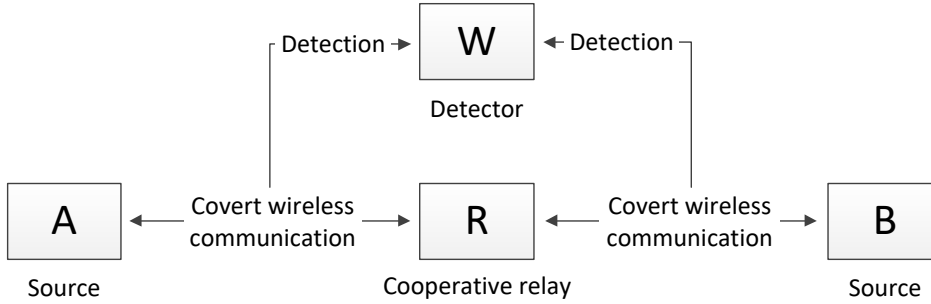 Detection
W
Detection
Detector
A
Covert wireless
communication
R
Covert wireless
communication
B
Source
Cooperative relay
Source